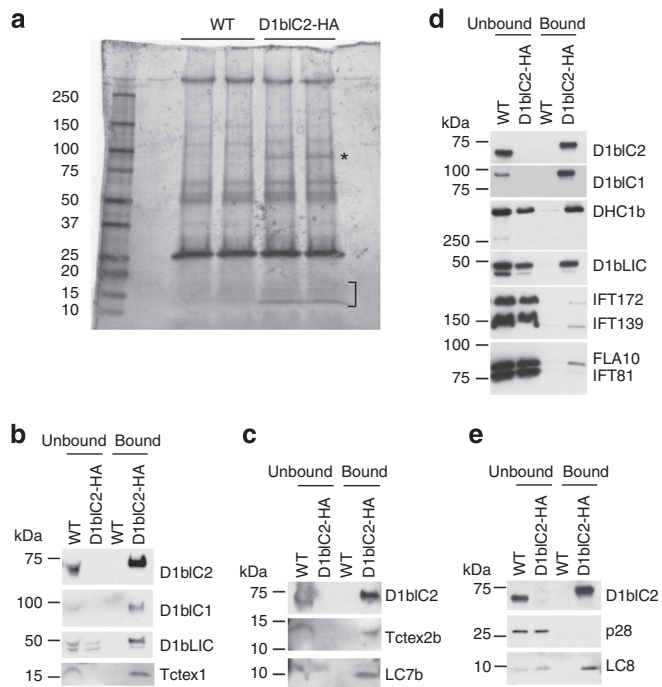 a
WT D1bIC2-HA
250
150
100
75
50
37
25
20
15
10
*
b
Unbound Bound
WT
D1bIC2-HA
WT
D1bIC2-HA
kDa
75
D1bIC2
100
D1bIC1
50
D1bLIC
15
Tctex1
c
Unbound Bound
WT
D1bIC2-HA
WT
D1bIC2-HA
kDa
75
D1bIC2
10
Tctex2b
10
LC7b
d
Unbound Bound
WT
D1bIC2-HA
WT
D1bIC2-HA
kDa
75
D1bIC2
100
D1bIC1
75
DHC1b
250
50
D1bLIC
IFT172
150
IFT139
100
FLA10
75
IFT81
e
Unbound Bound
WT
D1bIC2-HA
WT
D1bIC2-HA
75
D1bIC2
25
p28
10
LC8